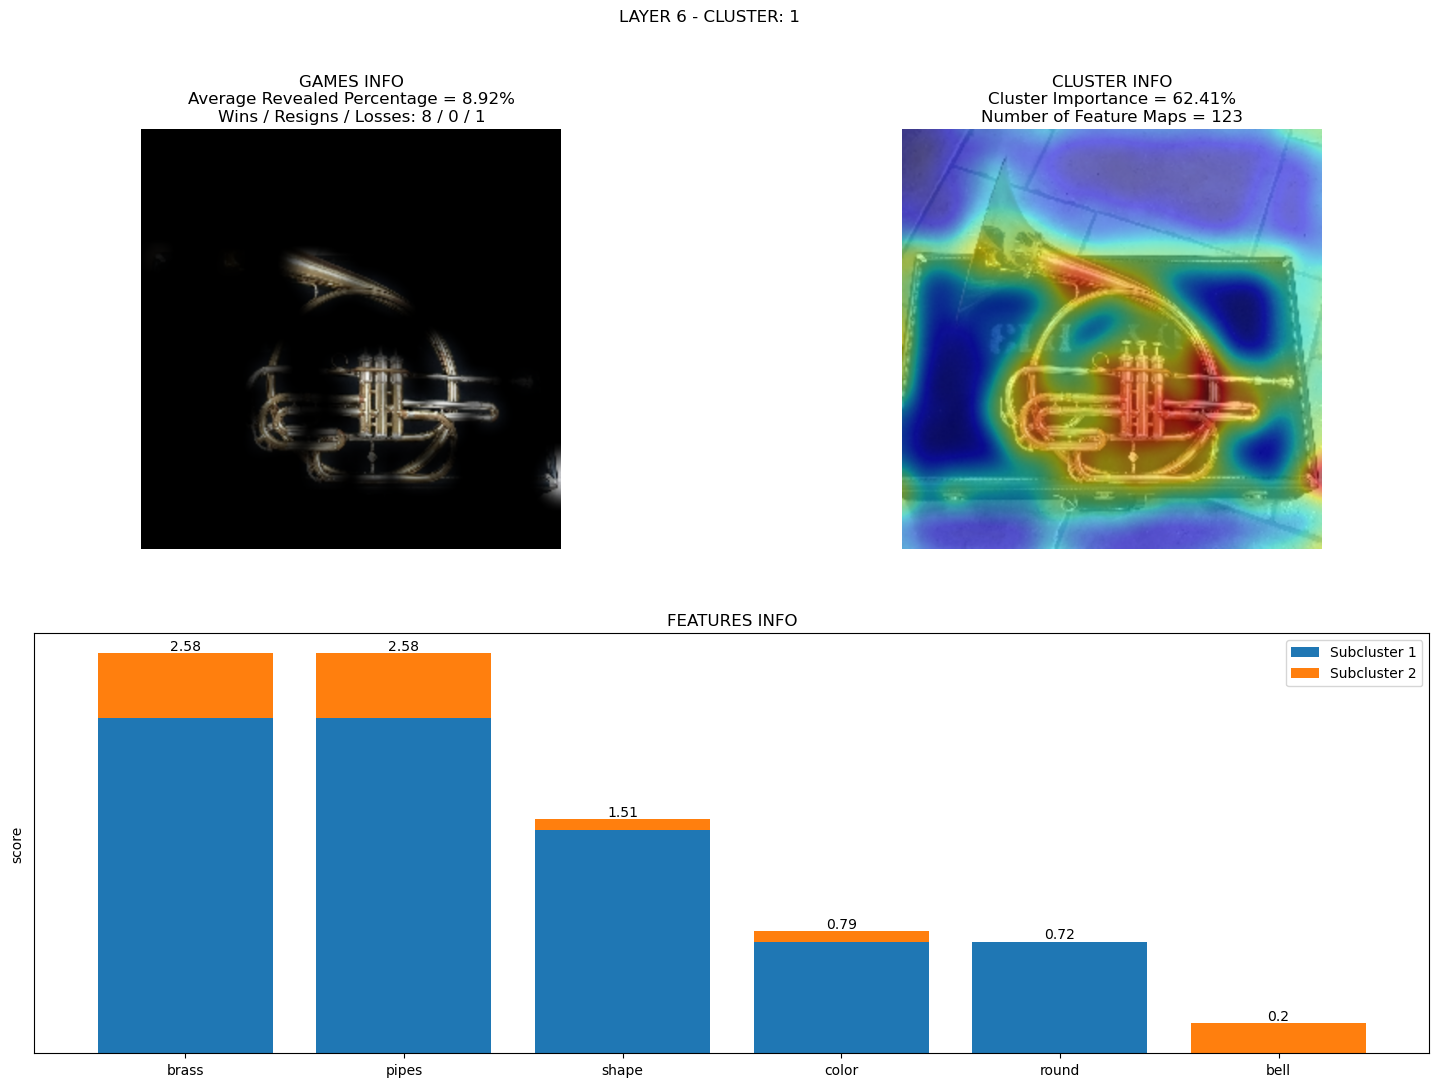 LAYER 6 - CLUSTER: 1
GAMES INFO
Average Revealed Percentage = 8.92%
Wins / Resigns / Losses: 8 / 0 / 1
CLUSTER INFO
Cluster Importance = 62.41%
Number of Feature Maps = 123
FEATURES INFO
score
2.58
2.58
1.51
0.79
0.72
0.2
Subcluster 1
Subcluster 2
brass
pipes
shape
color
round
bell